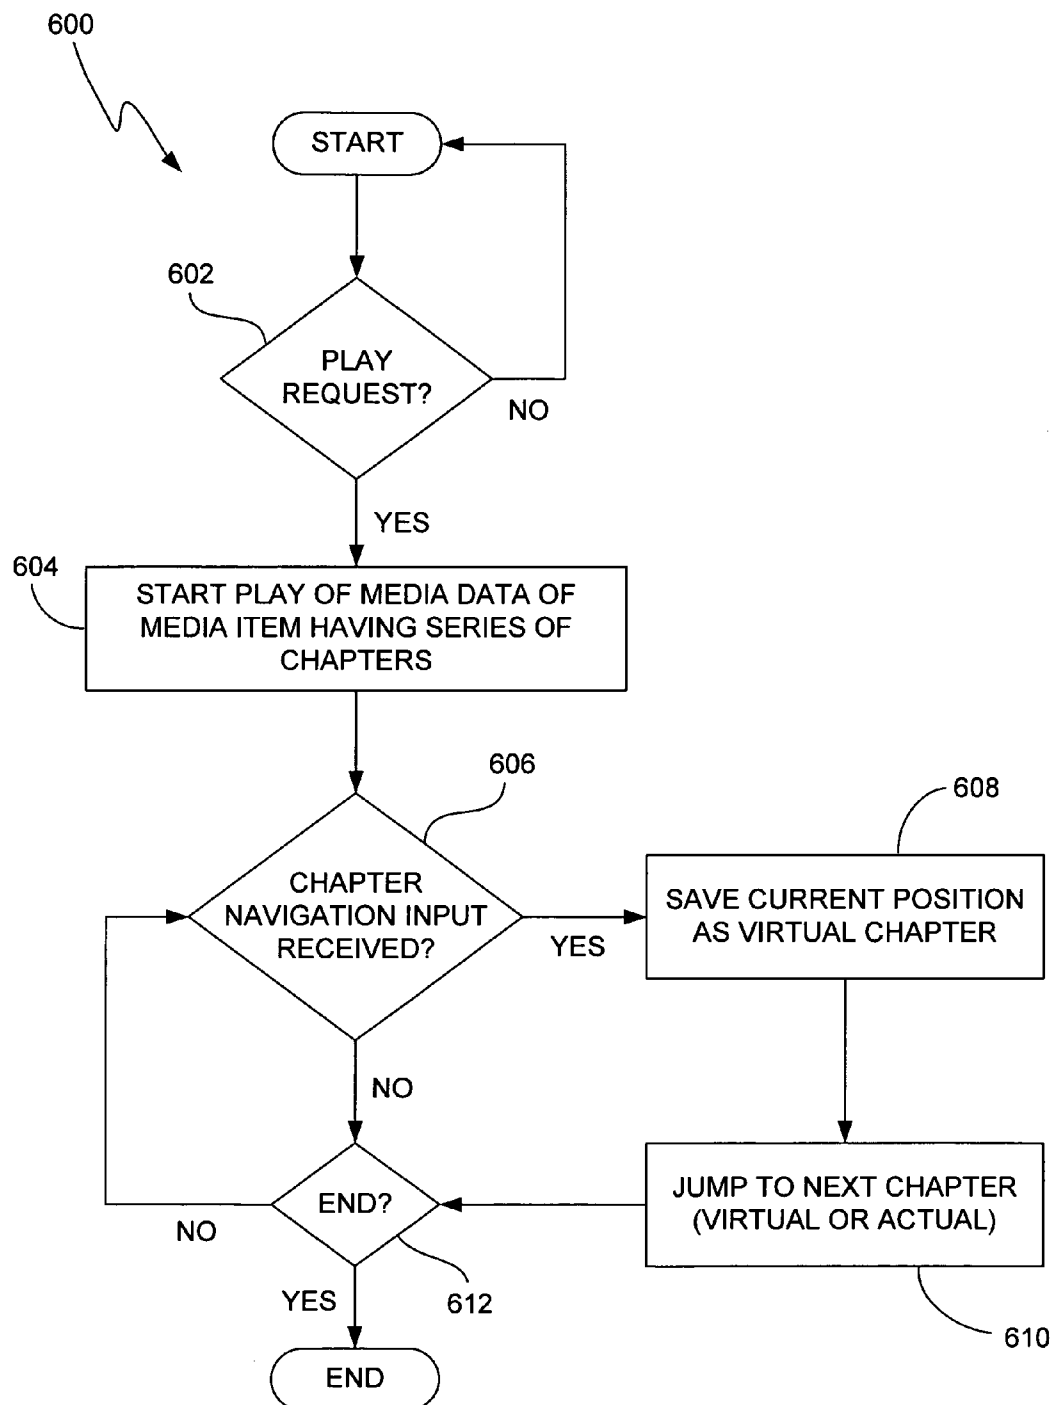 600
START
602
PLAY
REQUEST?
NO
YES
604
START PLAY OF MEDIA DATA OF
MEDIA ITEM HAVING SERIES OF
CHAPTERS
606
608
CHAPTER
NAVIGATION INPUT
RECEIVED?
YES
SAVE CURRENT POSITION
AS VIRTUAL CHAPTER
NO
END?
NO
JUMP TO NEXT CHAPTER
(VIRTUAL OR ACTUAL)
YES
612
610
END